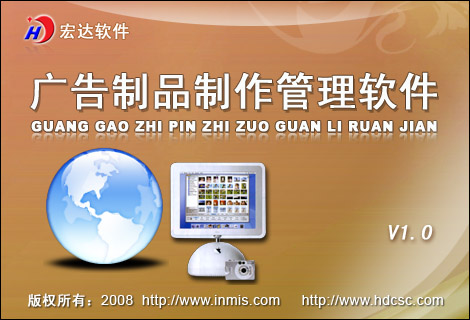 宏达软件
广告制品制作管理软件
GUANG GAO ZHI PIN ZHI ZUO GUAN LI RUAN JIAN
V1.0
版权所有：2008 http://www.inmis.com http://www.hdcsc.com